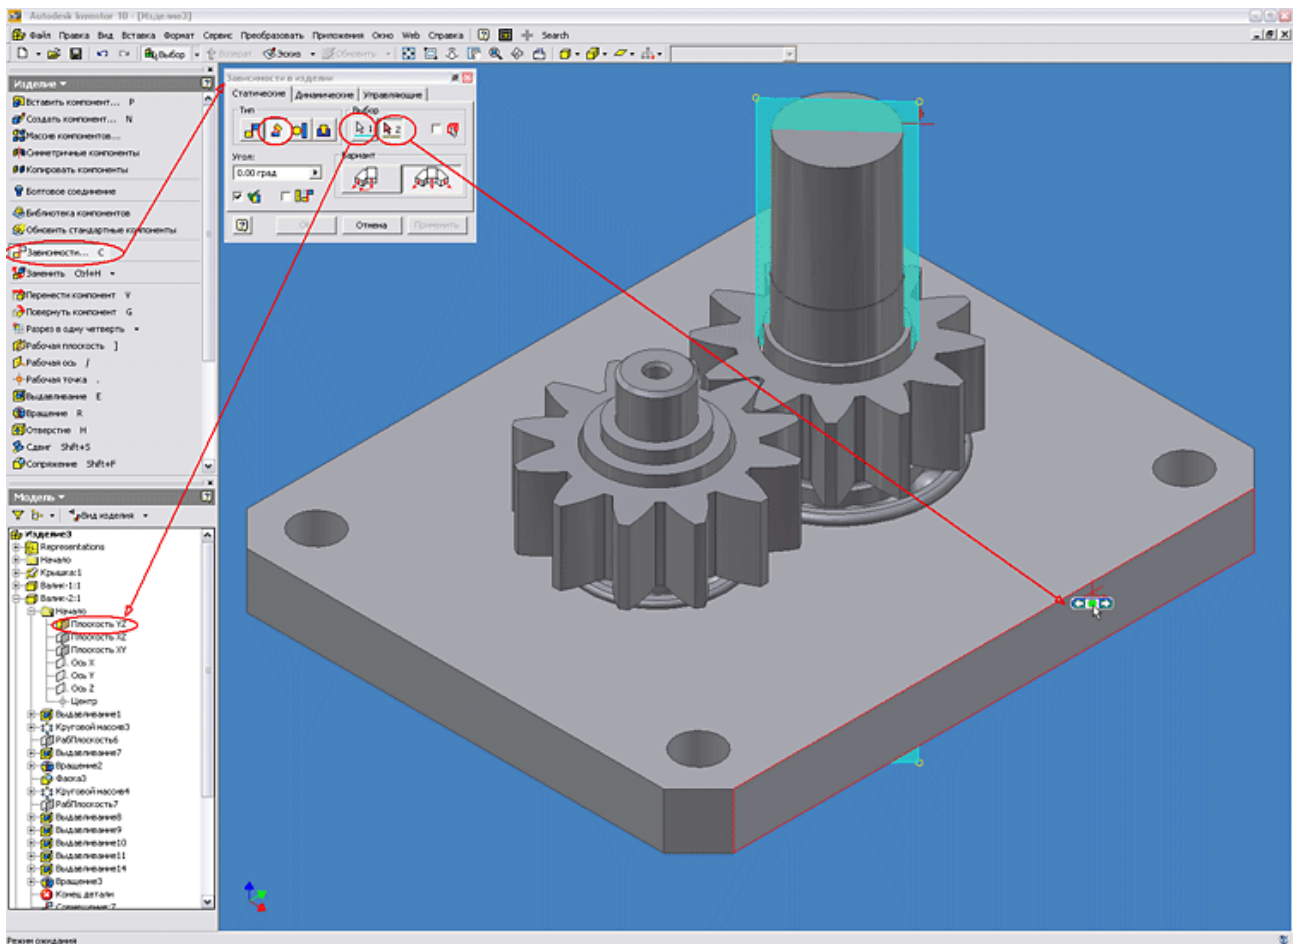 Autodesk Inventor 10 - [Изделие3]
Файл Правка Вид Вставка Формат Сервис Преобразовать Приложения Окно Web Справка Search
Выбор Возврат Эскиз Обновить
Изделие
Вставить компонент... P
Создать компонент... N
Массив компонентов...
Симметричные компоненты
Копировать компоненты
Болтовое соединение
Библиотека компонентов
Обновить стандартные компоненты
Зависимости... C
Заменить Ctrl+H
Перенести компонент V
Повернуть компонент G
Разрез в одну четверть
Рабочая плоскость ]
Рабочая ось /
Рабочая точка .
Выдавливание E
Вращение R
Отверстие H
Сдвиг Shift+S
Сопряжение Shift+F
Зависимости в изделии
Статические Динамические Управляющие
Тип Выбор
1 2
Угол: Вариант
0.00 град
ОК Отмена Применить
Модель
Вид изделия
Изделие3
Representations
Начало
Крышка:1
Валик-1:1
Валик-2:1
Начало
Плоскость YZ
Плоскость XZ
Плоскость XY
Ось X
Ось Y
Ось Z
Центр
Выдавливание1
Круговой массив3
РабПлоскость6
Выдавливание7
Вращение2
Фаска3
Круговой массив4
РабПлоскость7
Выдавливание8
Выдавливание9
Выдавливание10
Выдавливание11
Выдавливание14
Вращение3
Конец детали
Совмещение:7
Режим ожидания